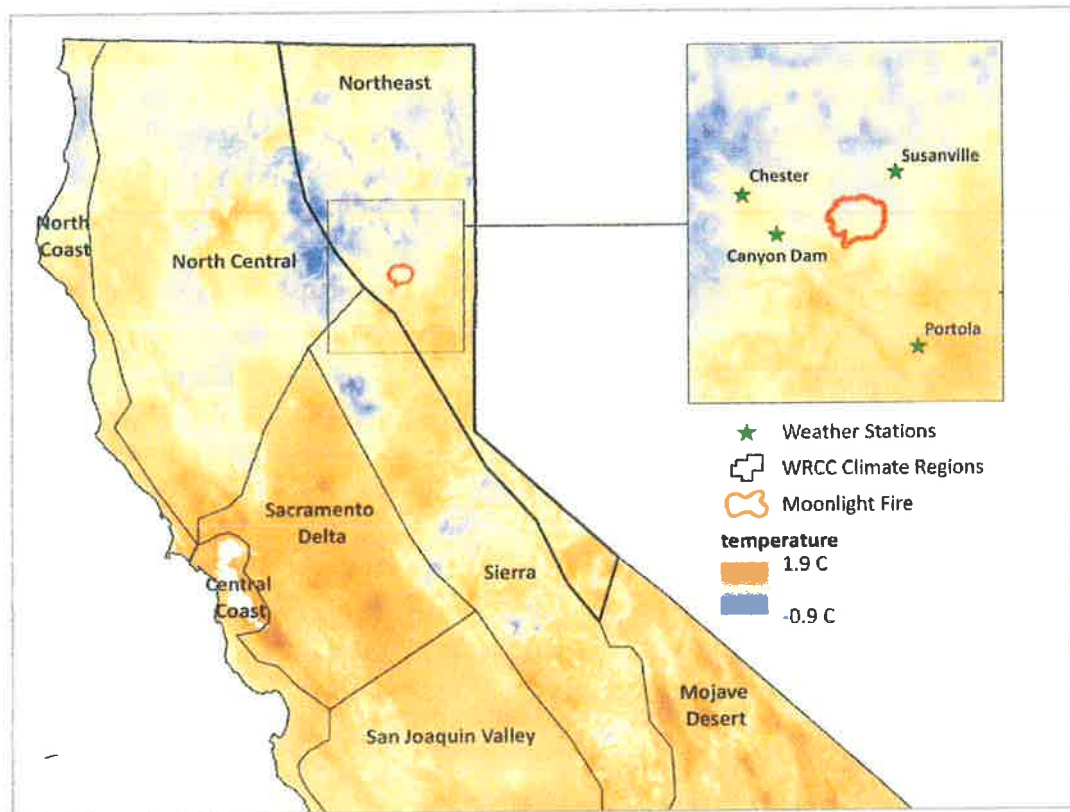 Northeast
North
Coast
North Central
Sacramento
Delta
Central
Coast
Sierra
San Joaquin Valley
Mojave
Desert
Susanville
Chester
Canyon Dam
Portola
Weather Stations
WRCC Climate Regions
Moonlight Fire
temperature
1.9 C
-0.9 C